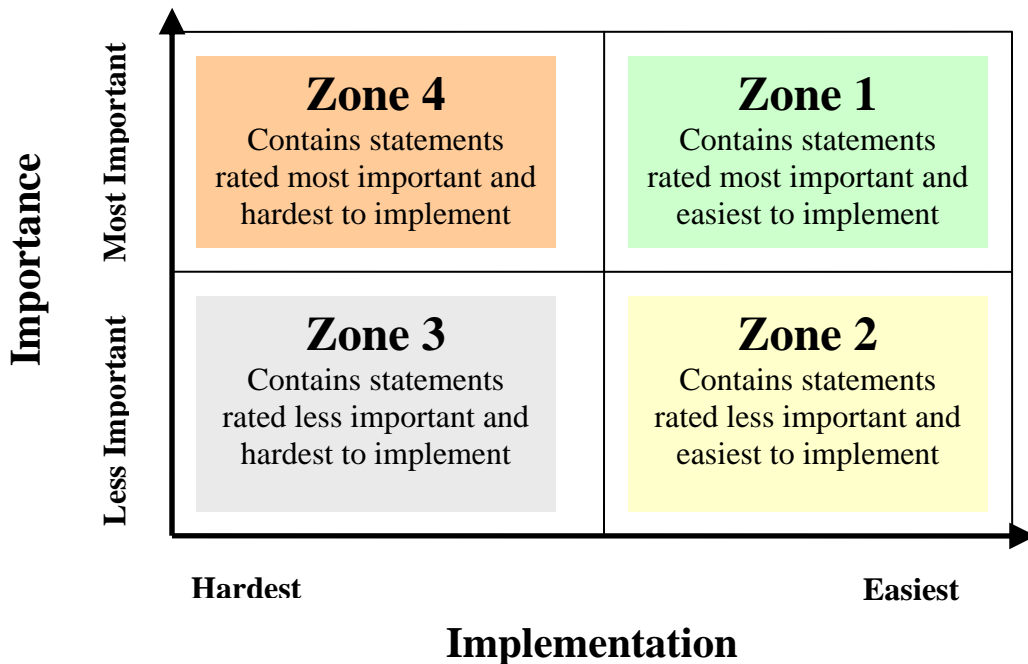 Importance
Most Important
Less Important
Zone 4
Contains statements
rated most important and
hardest to implement
Zone 1
Contains statements
rated most important and
easiest to implement
Zone 3
Contains statements
rated less important and
hardest to implement
Zone 2
Contains statements
rated less important and
easiest to implement
Hardest
Easiest
Implementation